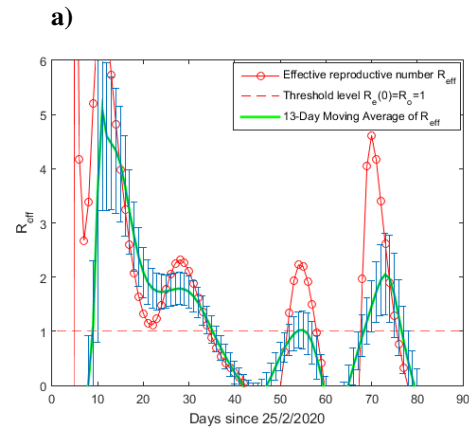 a)
Effective reproductive number R_eff
Threshold level R_e(0)=R_o=1
13-Day Moving Average of R_eff
R_eff
6
5
4
3
2
1
0
0 10 20 30 40 50 60 70 80 90
Days since 25/2/2020